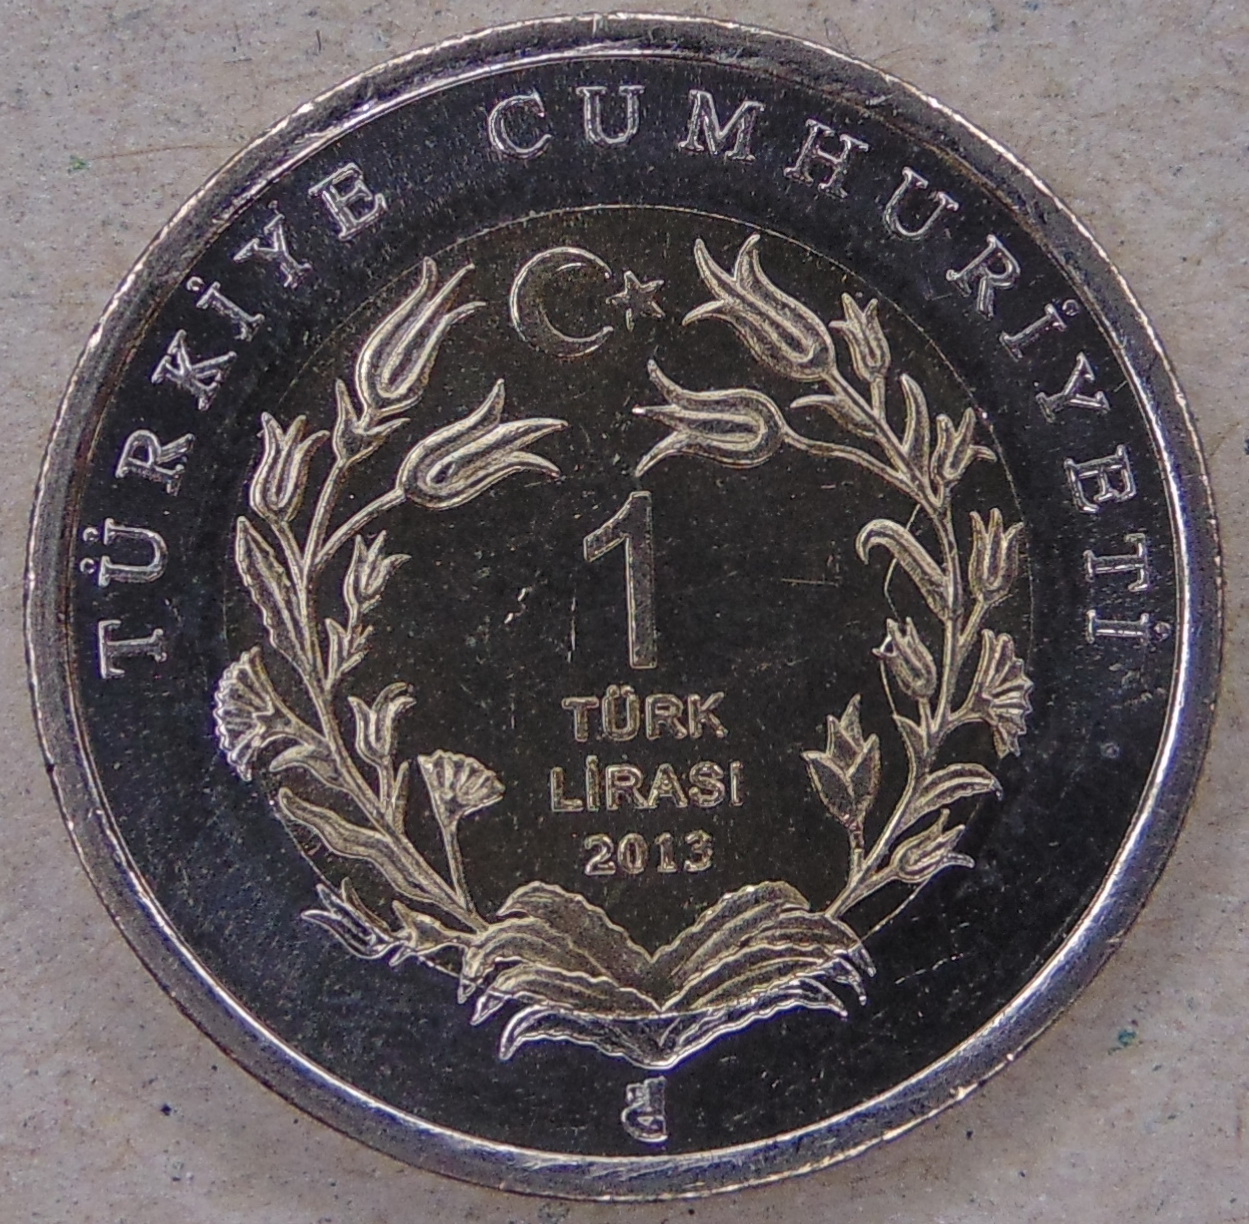 TÜRKİYE CUMHURİYETİ
1
TÜRK
LİRASI
2013